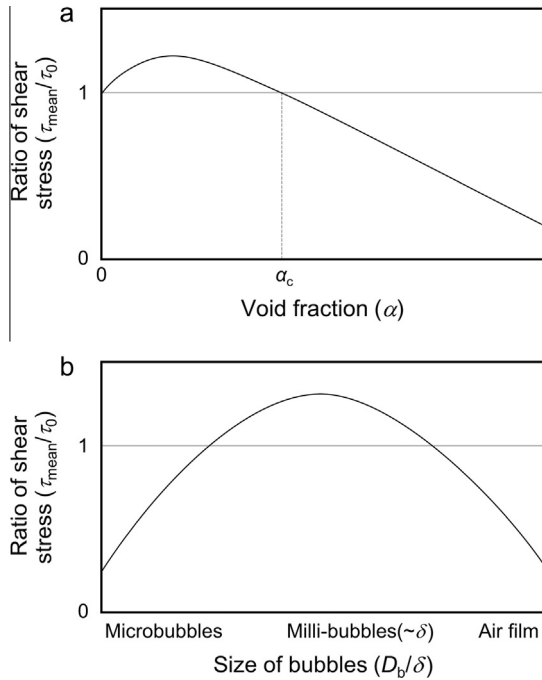 a
Ratio of shear
stress (τmean/τ0)
1
0
0
αc
Void fraction (α)
b
Ratio of shear
stress (τmean/τ0)
1
0
Microbubbles Milli-bubbles(~δ) Air film
Size of bubbles (Db/δ)